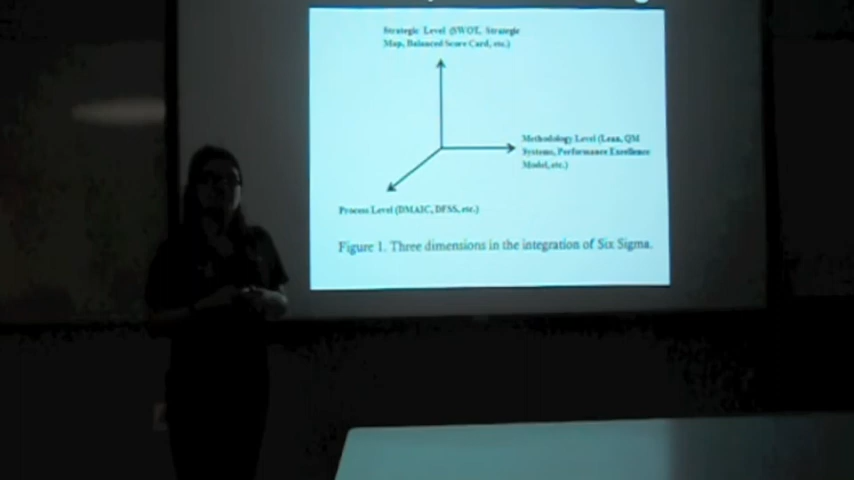 Strategic Level (SWOT, Strategic
Map, Balanced Score Card, etc.)
Methodology Level (Lean, QM
Systems, Performance Excellence
Model, etc.)
Process Level (DMAIC, DFSS, etc.)
Figure 1. Three dimensions in the integration of Six Sigma.